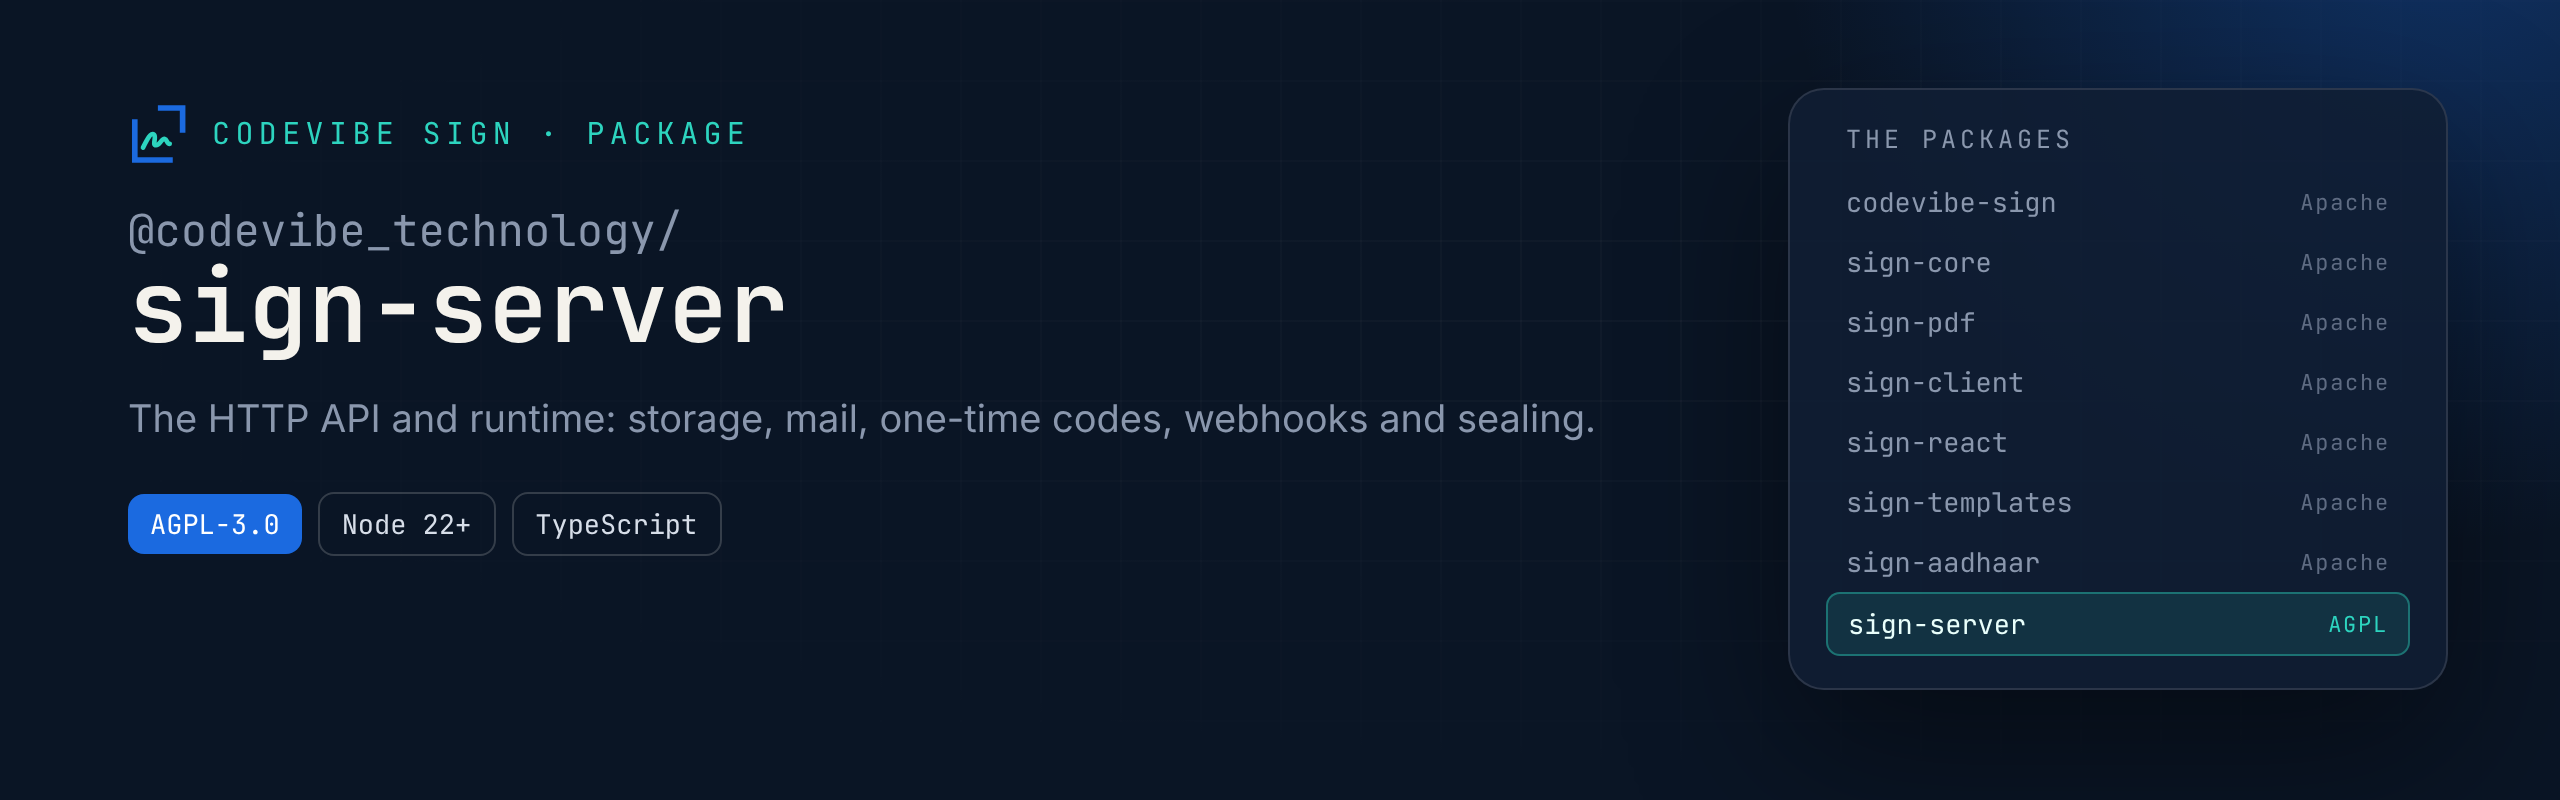 CODEVIBE SIGN · PACKAGE
@codevibe_technology/
sign-server
The HTTP API and runtime: storage, mail, one-time codes, webhooks and sealing.
AGPL-3.0 Node 22+ TypeScript
THE PACKAGES
codevibe-sign Apache
sign-core Apache
sign-pdf Apache
sign-client Apache
sign-react Apache
sign-templates Apache
sign-aadhaar Apache
sign-server AGPL